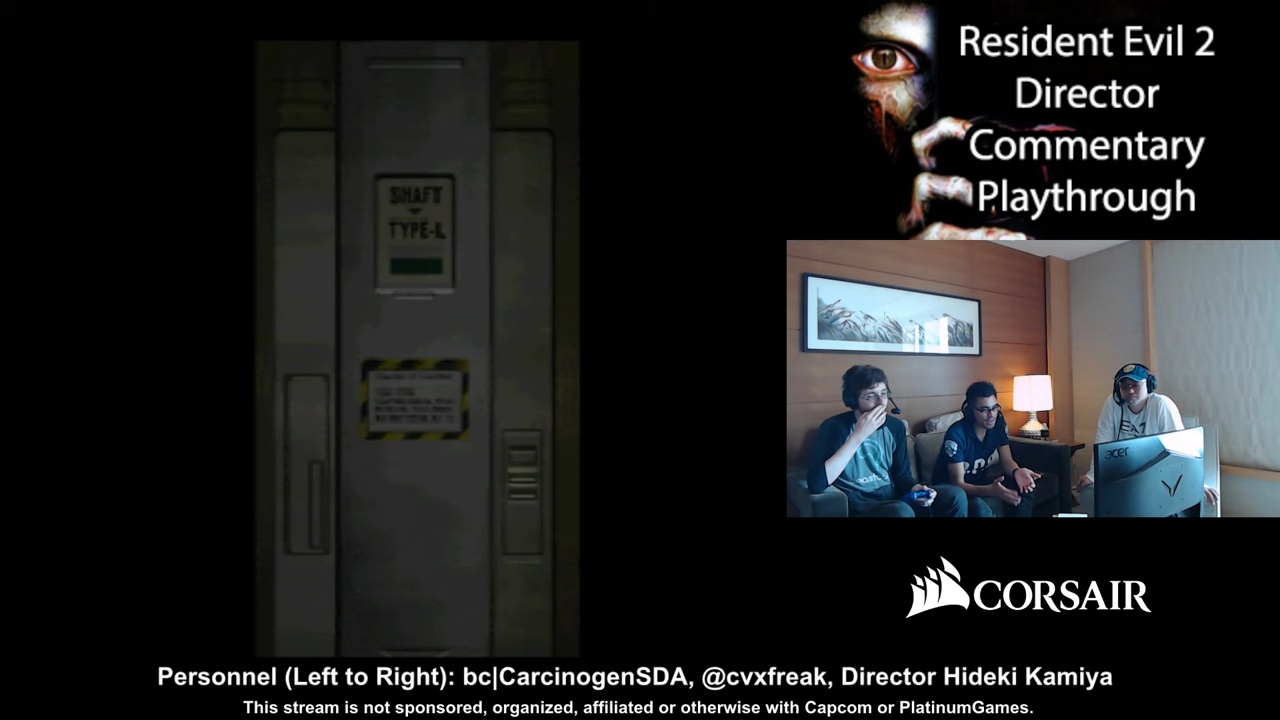 Resident Evil 2
Director
Commentary
Playthrough
SHAFT
TYPE-L
acer
CORSAIR
Personnel (Left to Right): bc|CarcinogenSDA, @cvxfreak, Director Hideki Kamiya
This stream is not sponsored, organized, affiliated or otherwise with Capcom or PlatinumGames.